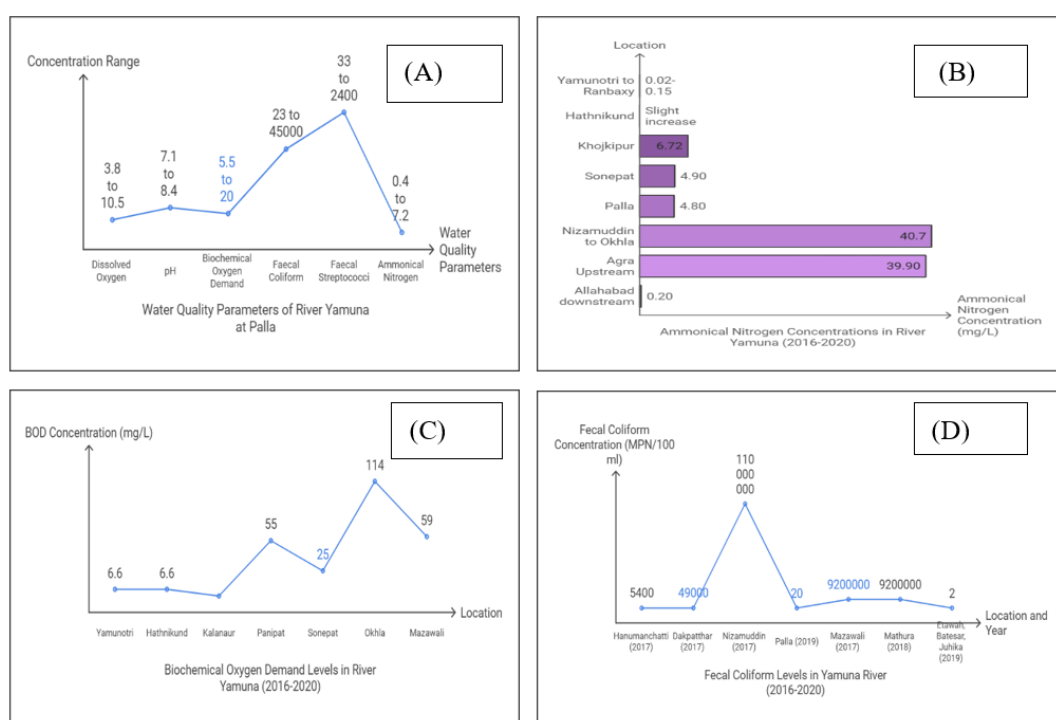 (A)
Concentration Range
3.8
to
10.5
7.1
to
8.4
5.5
to
20
23 to
45000
33
to
2400
0.4
to
7.2
Water
Quality
Parameters
Dissolved
Oxygen
pH
Biochemical
Oxygen
Demand
Faecal
Coliform
Faecal
Streptococci
Ammonical
Nitrogen
Water Quality Parameters of River Yamuna
at Palla
(B)
Location
Yamunotri to
Ranbaxy
0.02-
0.15
Hathnikund
Slight
increase
Khojkipur
6.72
Sonepat
4.90
Palla
4.80
Nizamuddin
to Okhla
40.7
Agra
Upstream
39.90
Allahabad
downstream
0.20
Ammonical
Nitrogen
Concentration
(mg/L)
Ammonical Nitrogen Concentrations in River
Yamuna (2016-2020)
(C)
BOD Concentration (mg/L)
6.6
6.6
55
25
114
59
Location
Yamunotri
Hathnikund
Kalanaur
Panipat
Sonepat
Okhla
Mazawali
Biochemical Oxygen Demand Levels in River
Yamuna (2016-2020)
(D)
Fecal Coliform
Concentration (MPN/100
ml)
5400
49000
110
000
000
20
9200000
9200000
2
Location and
Year
Hanumanchatti
(2017)
Dakpatthar
(2017)
Nizamuddin
(2017)
Palla (2019)
Mazawali
(2017)
Mathura
(2018)
Etawah,
Batesar,
Juhika
(2019)
Fecal Coliform Levels in Yamuna River
(2016-2020)